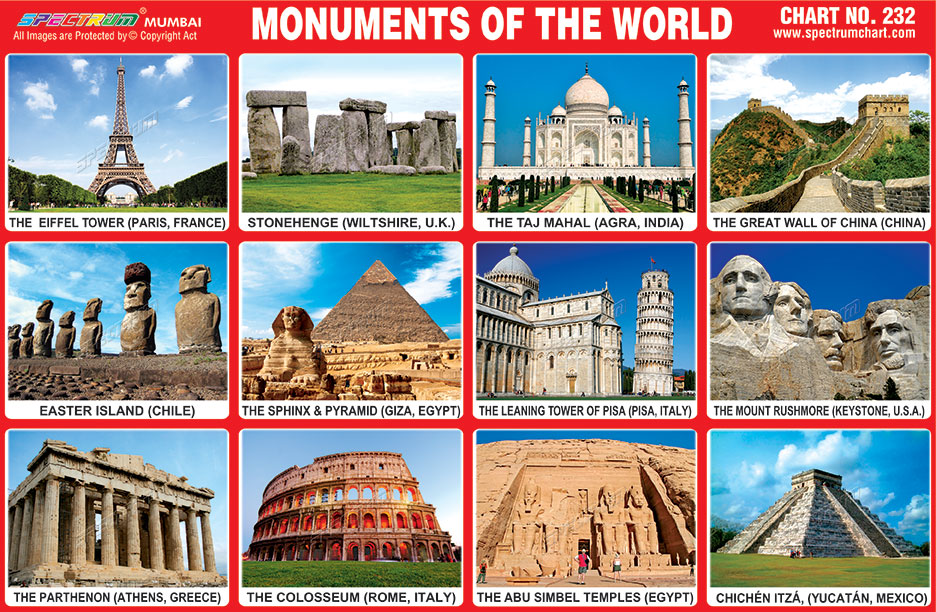 SPECTRUM® MUMBAI
All Images are Protected by © Copyright Act
MONUMENTS OF THE WORLD
CHART NO. 232
www.spectrumchart.com
THE EIFFEL TOWER (PARIS, FRANCE)
STONEHENGE (WILTSHIRE, U.K.)
THE TAJ MAHAL (AGRA, INDIA)
THE GREAT WALL OF CHINA (CHINA)
EASTER ISLAND (CHILE)
THE SPHINX & PYRAMID (GIZA, EGYPT)
THE LEANING TOWER OF PISA (PISA, ITALY)
THE MOUNT RUSHMORE (KEYSTONE, U.S.A.)
THE PARTHENON (ATHENS, GREECE)
THE COLOSSEUM (ROME, ITALY)
THE ABU SIMBEL TEMPLES (EGYPT)
CHICHÉN ITZÁ, (YUCATÁN, MEXICO)